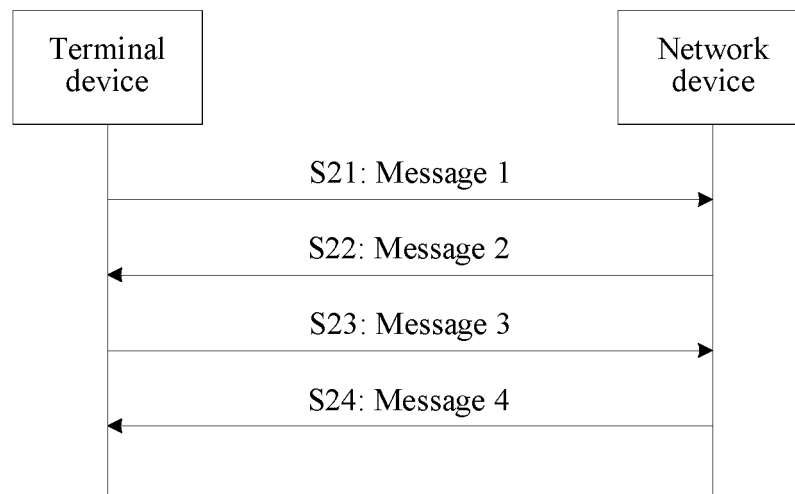 Terminal
device
Network
device
S21: Message 1
S22: Message 2
S23: Message 3
S24: Message 4